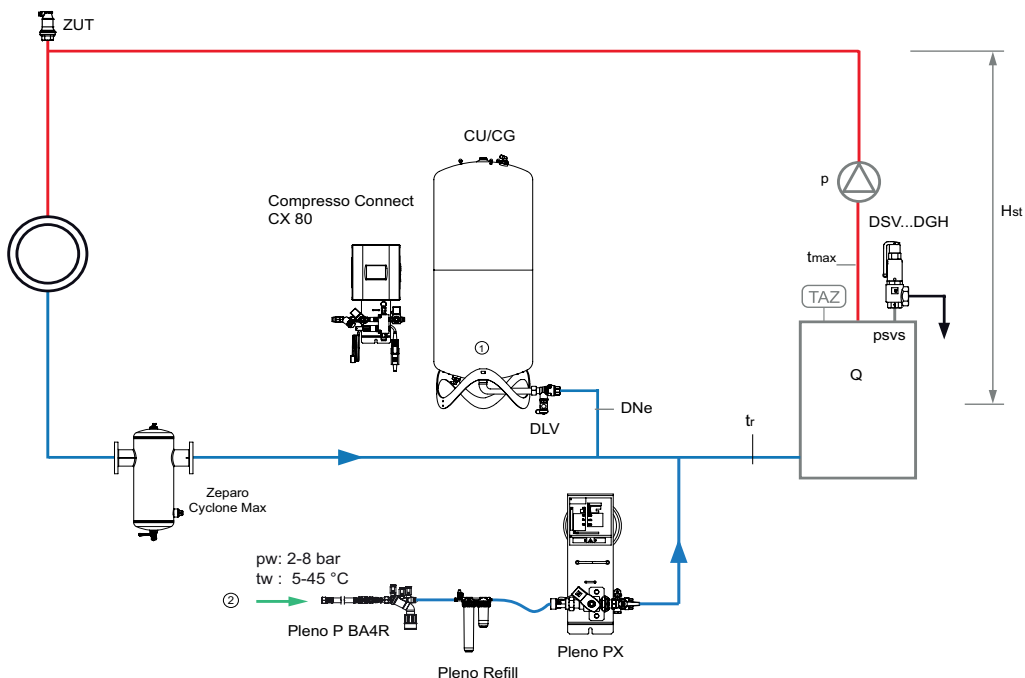 ZUT
CU/CG
Compresso Connect
CX 80
p
Hst
DSV...DGH
tmax
TAZ
psvs
①
Q
DNe
DLV
tr
Zeparo
Cyclone Max
pw: 2-8 bar
tw : 5-45 °C
②
Pleno P BA4R
Pleno Refill
Pleno PX